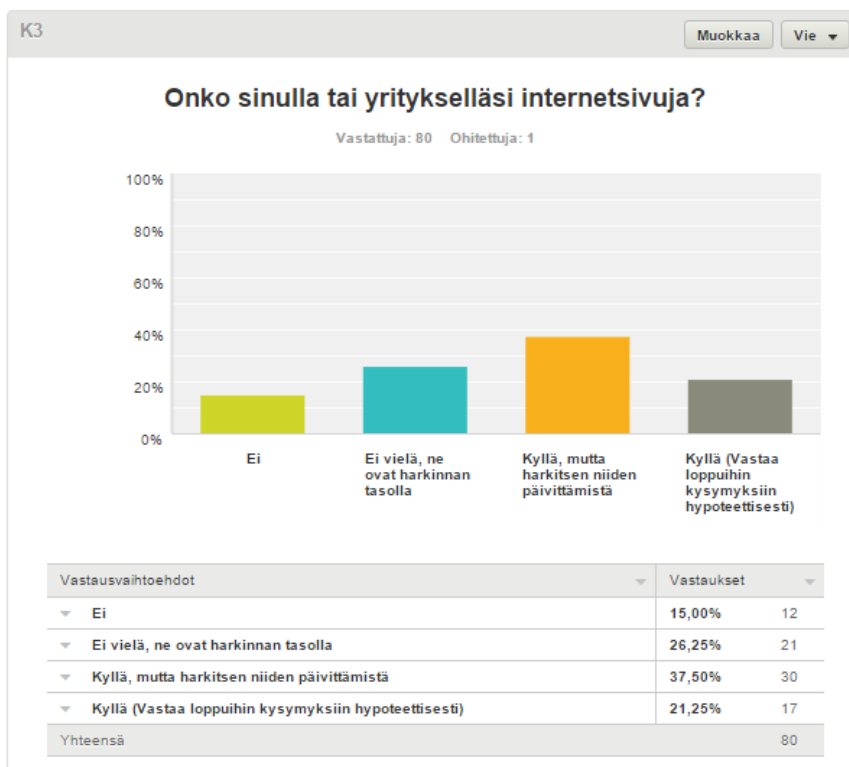 K3
Muokkaa Vie
Onko sinulla tai yritykselläsi internetsivuja?
Vastattuja: 80 Ohitettuja: 1
100%
80%
60%
40%
20%
0%
Ei
Ei vielä, ne
ovat harkinnan
tasolla
Kyllä, mutta
harkitsen niiden
päivittämistä
Kyllä (Vastaa
loppuihin
kysymyksiin
hypoteettisesti)
Vastausvaihtoehdot Vastaukset
Ei 15,00% 12
Ei vielä, ne ovat harkinnan tasolla 26,25% 21
Kyllä, mutta harkitsen niiden päivittämistä 37,50% 30
Kyllä (Vastaa loppuihin kysymyksiin hypoteettisesti) 21,25% 17
Yhteensä 80